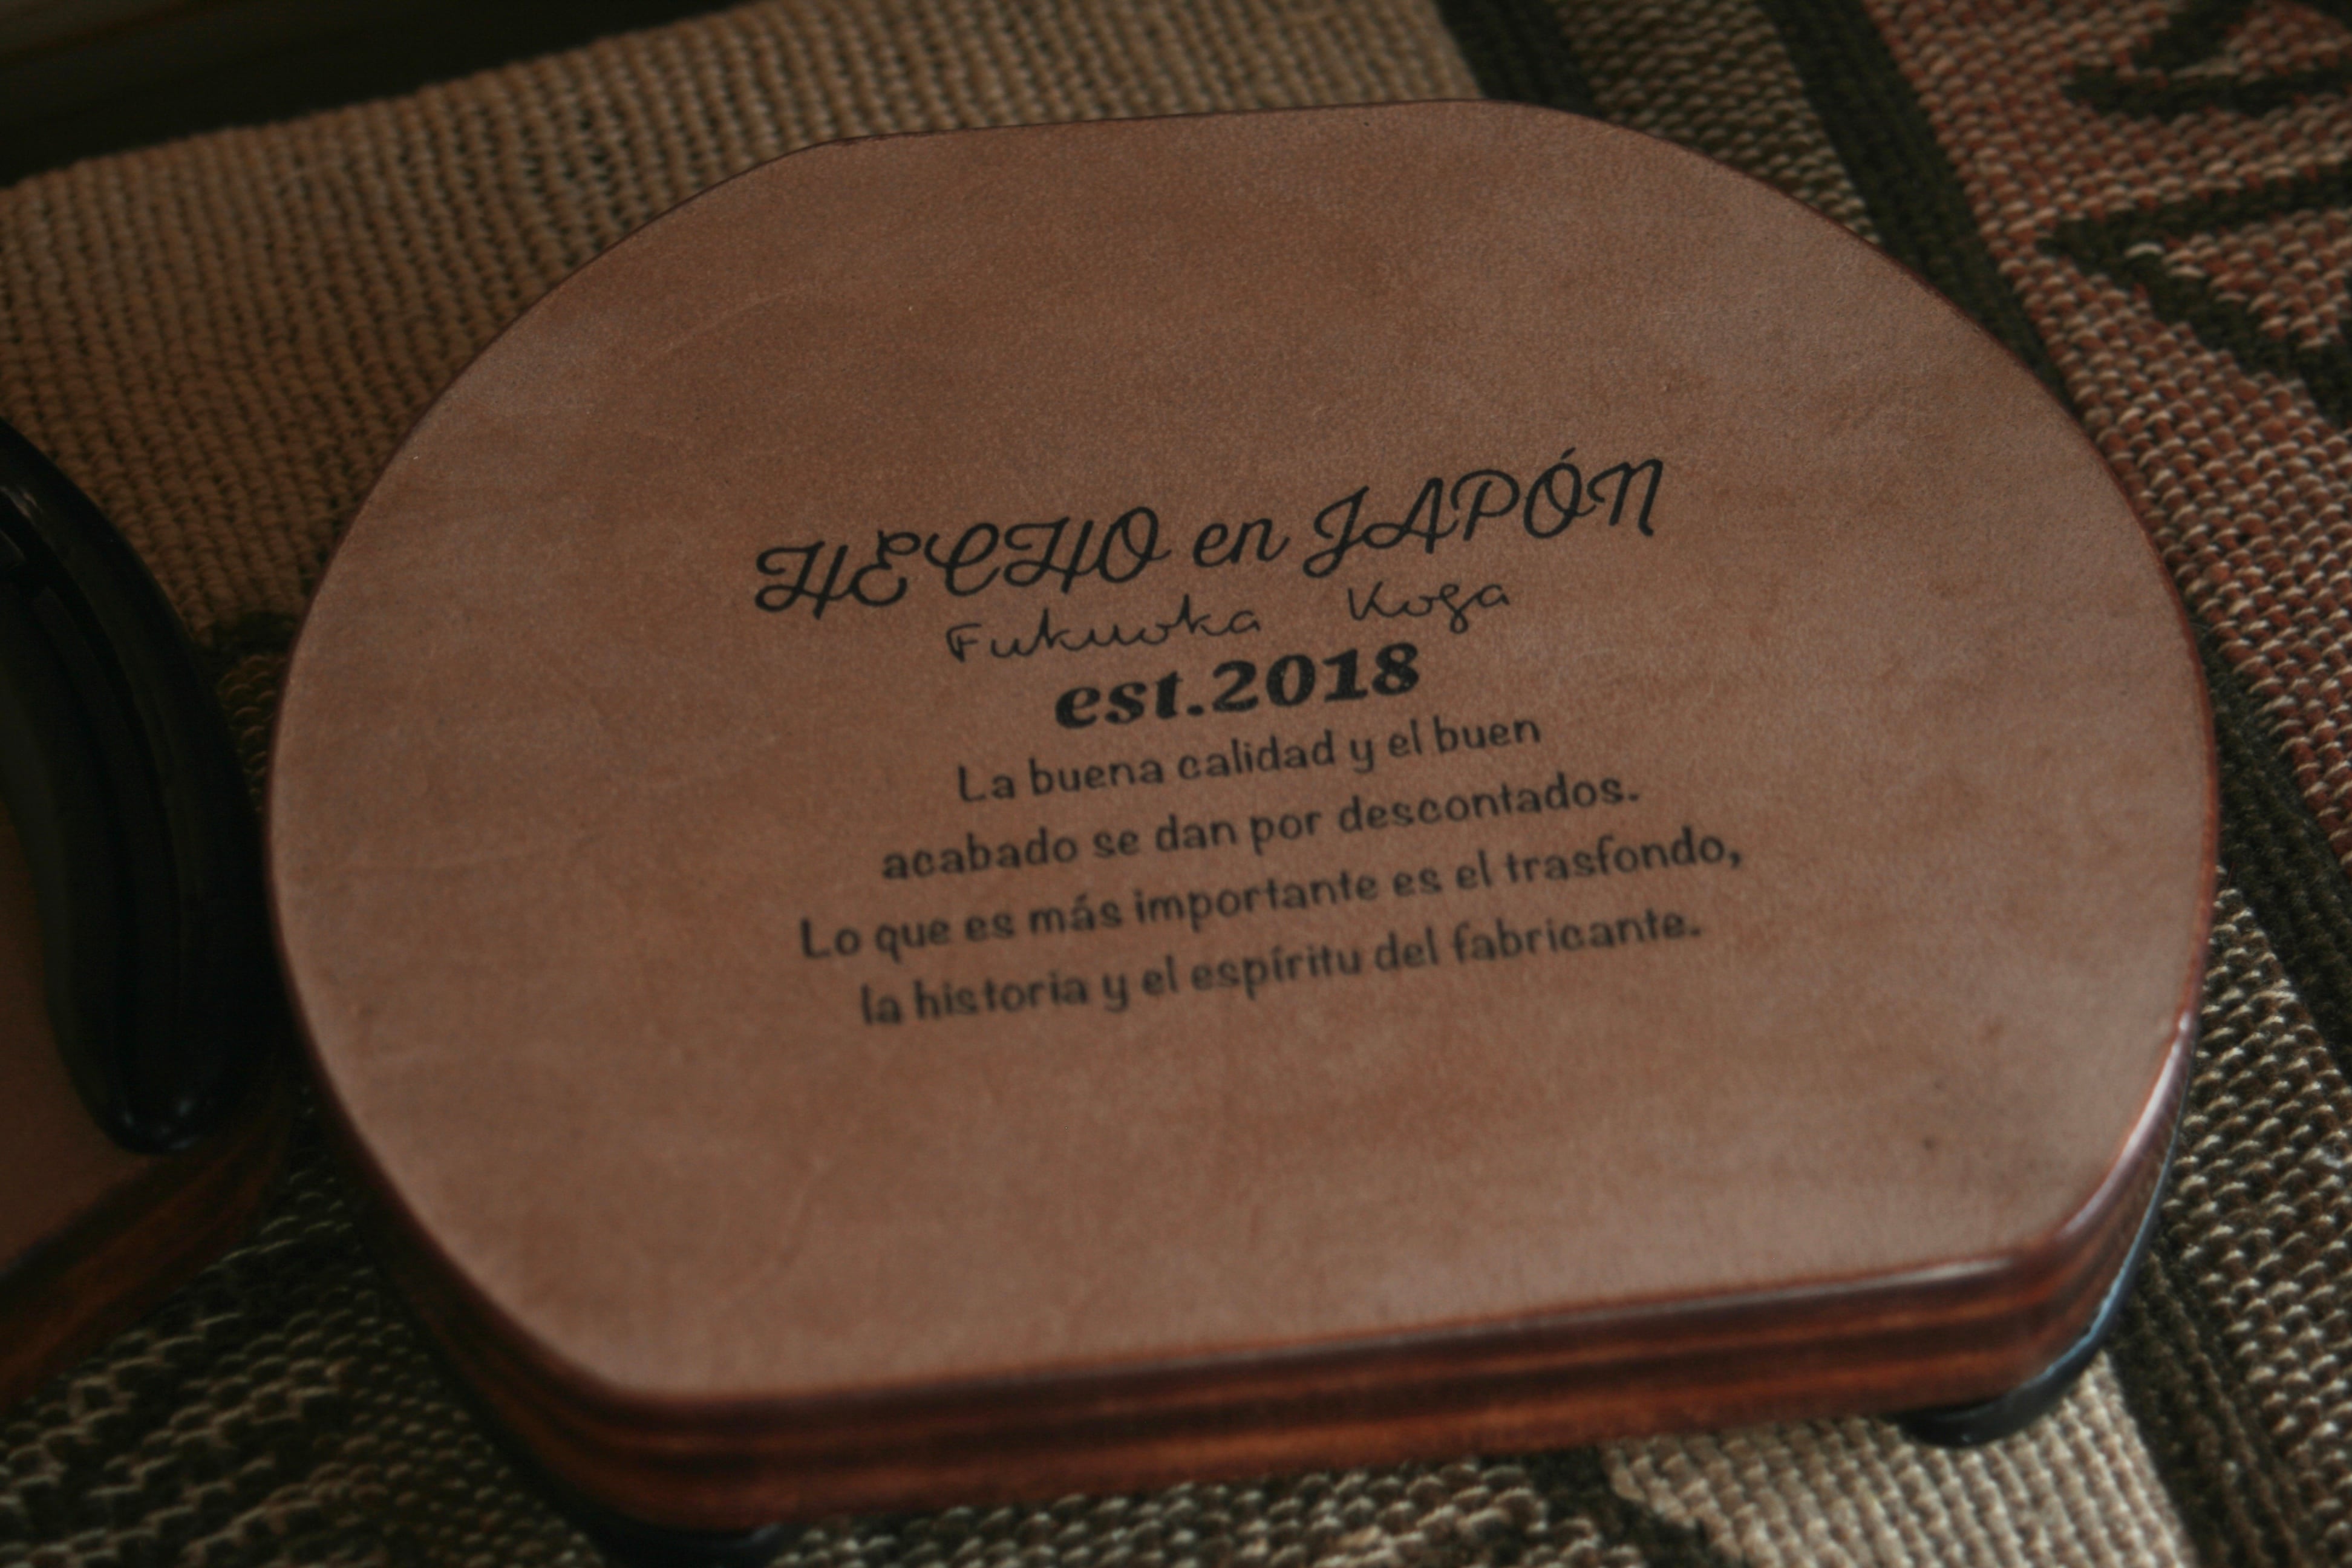 HECHO en JAPÓN
Fukuoka Koga
est.2018
La buena calidad y el buen
acabado se dan por descontados.
Lo que es más importante es el trasfondo,
la historia y el espíritu del fabricante.